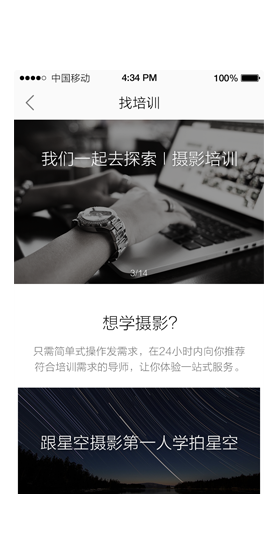 中国移动 4:34 PM 100%
找培训
我们一起去探索 | 摄影培训
3/14
想学摄影?
只需简单式操作发需求，在24小时内向你推荐
符合培训需求的导师，让你体验一站式服务。
跟星空摄影第一人学拍星空